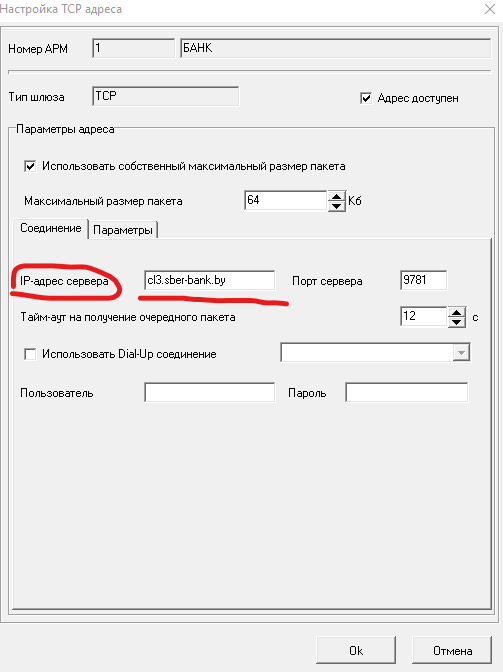 Настройка TCP адреса
Номер АРМ 1 БАНК
Тип шлюза TCP Адрес доступен
Параметры адреса
Использовать собственный максимальный размер пакета
Максимальный размер пакета 64 Кб
Соединение Параметры
IP-адрес сервера cl3.sber-bank.by Порт сервера 9781
Тайм-аут на получение очередного пакета 12 с
Использовать Dial-Up соединение
Пользователь Пароль
Ok Отмена